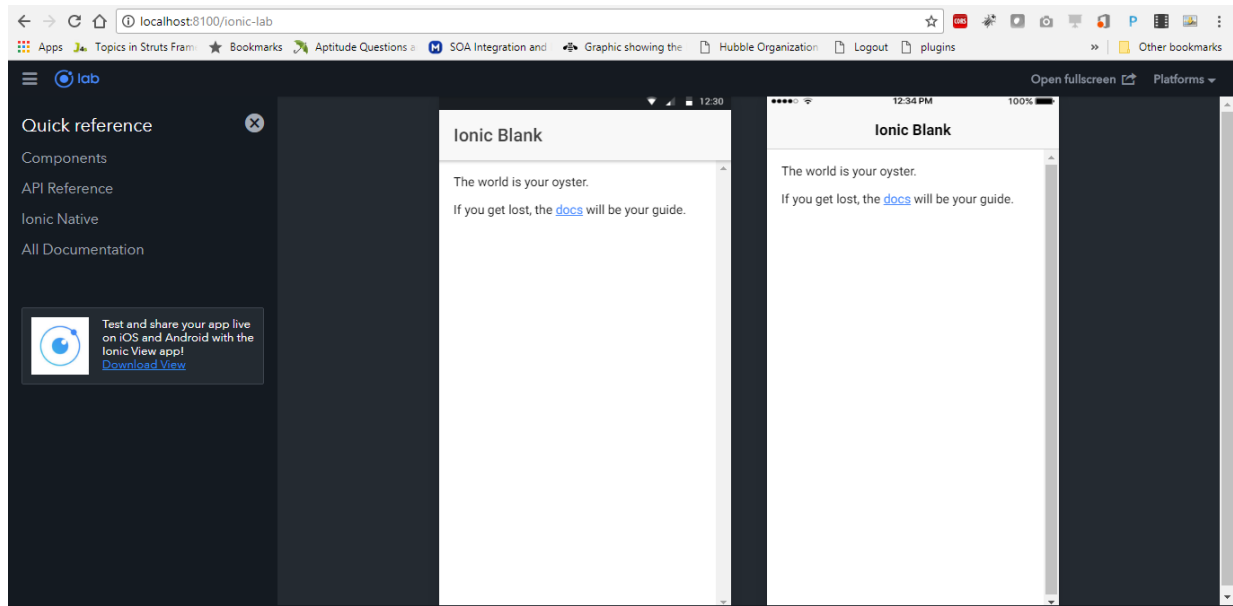 localhost:8100/ionic-lab
Apps Topics in Struts Fram Bookmarks Aptitude Questions a SOA Integration and Graphic showing the Hubble Organization Logout plugins » Other bookmarks
lab Open fullscreen Platforms
Quick reference
Components
API Reference
Ionic Native
All Documentation
Test and share your app live
on iOS and Android with the
Ionic View app!
Download View
12:30
Ionic Blank
The world is your oyster.
If you get lost, the docs will be your guide.
12:34 PM 100%
Ionic Blank
The world is your oyster.
If you get lost, the docs will be your guide.